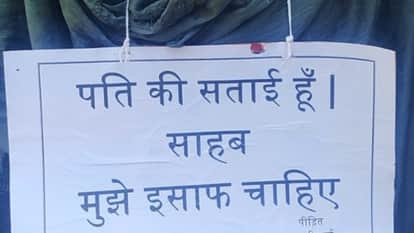 पति की सताई हूँ |
साहब
मुझे इसाफ चाहिए
पीड़ित